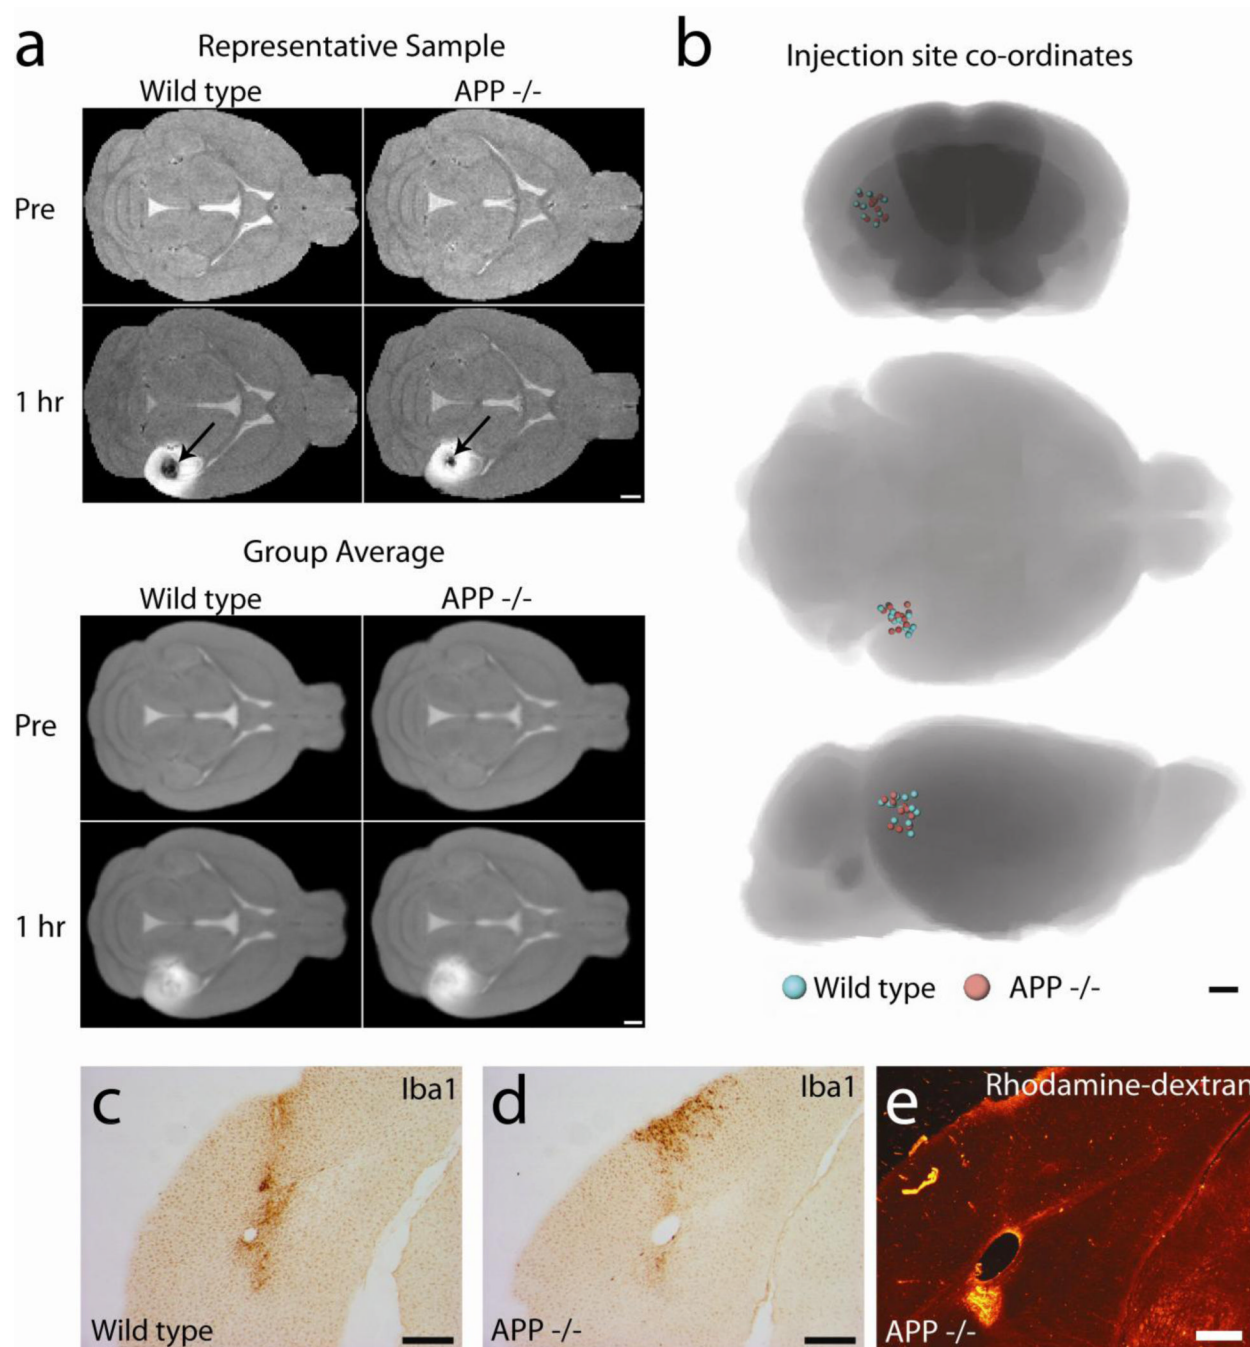 a
Representative Sample
Wild type APP -/-
Pre
1 hr
Group Average
Wild type APP -/-
Pre
1 hr
b
Injection site co-ordinates
Wild type APP -/-
c
Iba1
Wild type
d
Iba1
APP -/-
e
Rhodamine-dextran
APP -/-